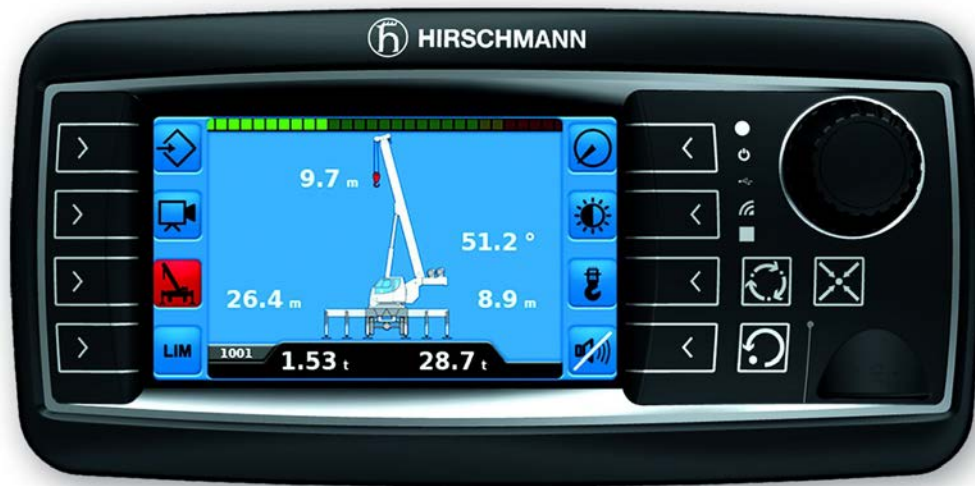 HIRSCHMANN
9.7 m
51.2 °
26.4 m
8.9 m
LIM
1001
1.53 t
28.7 t